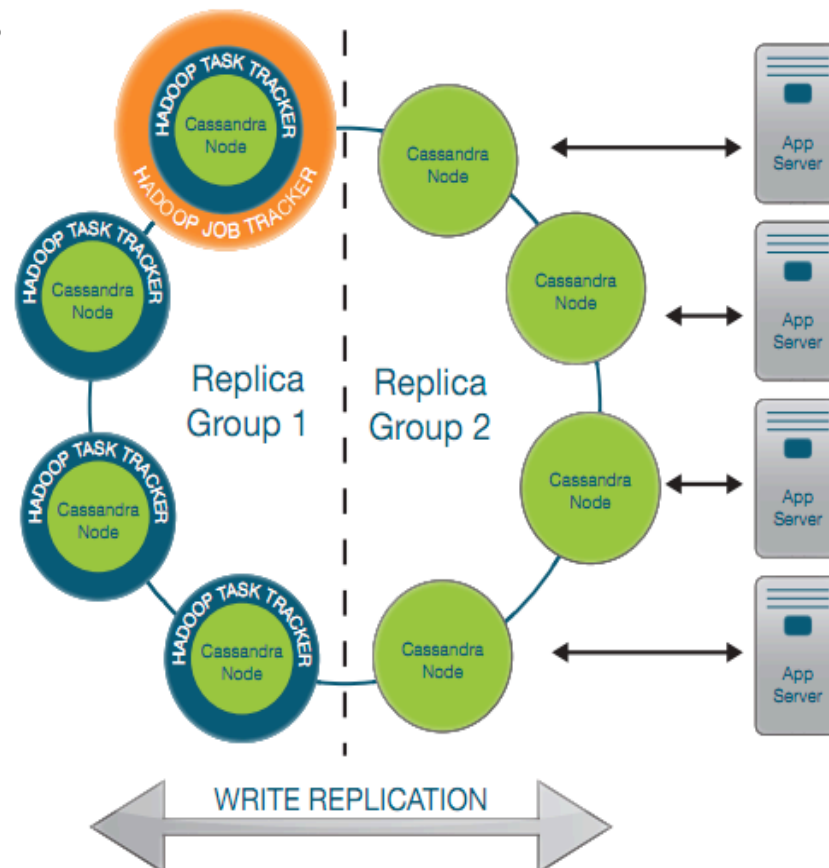 HADOOP TASK TRACKER
Cassandra
Node
HADOOP JOB TRACKER
Cassandra
Node
App
Server
HADOOP TASK TRACKER
Cassandra
Node
Cassandra
Node
App
Server
Replica
Group 1
Replica
Group 2
HADOOP TASK TRACKER
Cassandra
Node
Cassandra
Node
App
Server
HADOOP TASK TRACKER
Cassandra
Node
Cassandra
Node
App
Server
WRITE REPLICATION